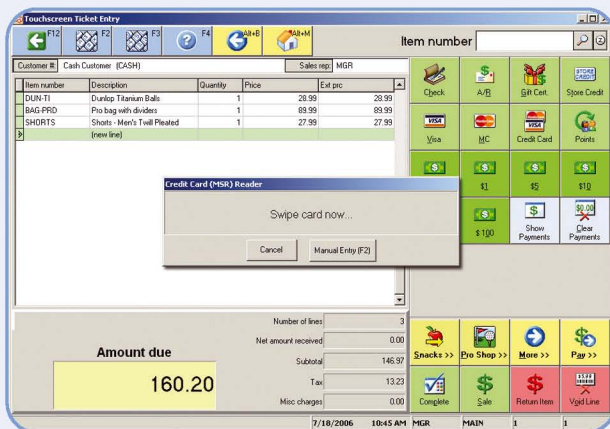 Touchscreen Ticket Entry
F12 F2 F3 F4 Alt+B Alt+M
Item number
Customer #: Cash Customer (CASH) Sales rep: MGR
Item number Description Quantity Price Ext prc
DUN-TI Dunlop Titanium Balls 1 28.99 28.99
BAG-PRO Pro bag with dividers 1 89.99 89.99
SHORTS Shorts - Men's Twill Pleated 1 27.99 27.99
(new line)
Check A/R Gift Cert. Store Credit
STORE CREDIT
VISA VISA
Visa MC Credit Card Points
$1 $5 $10
$100 Show Payments $0.00 Clear Payments
Credit Card (MSR) Reader
Swipe card now...
Cancel Manual Entry (F2)
Number of lines 3
Net amount received 0.00
Amount due
Subtotal 146.97
160.20
Tax 13.23
Misc charges 0.00
Snacks >> Pro Shop >> More >> Pay >>
Complete Sale Return Item Void Line
7/18/2006 10:45 AM MGR MAIN 1 1